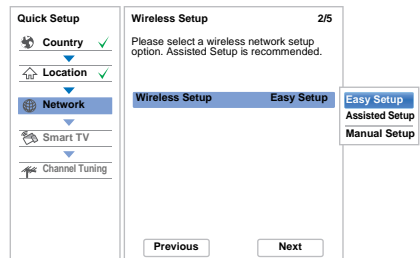 Quick Setup
Country
Location
Network
Smart TV
Channel Tuning
Wireless Setup 2/5
Please select a wireless network setup
option. Assisted Setup is recommended.
Wireless Setup Easy Setup
Easy Setup
Assisted Setup
Manual Setup
Previous Next